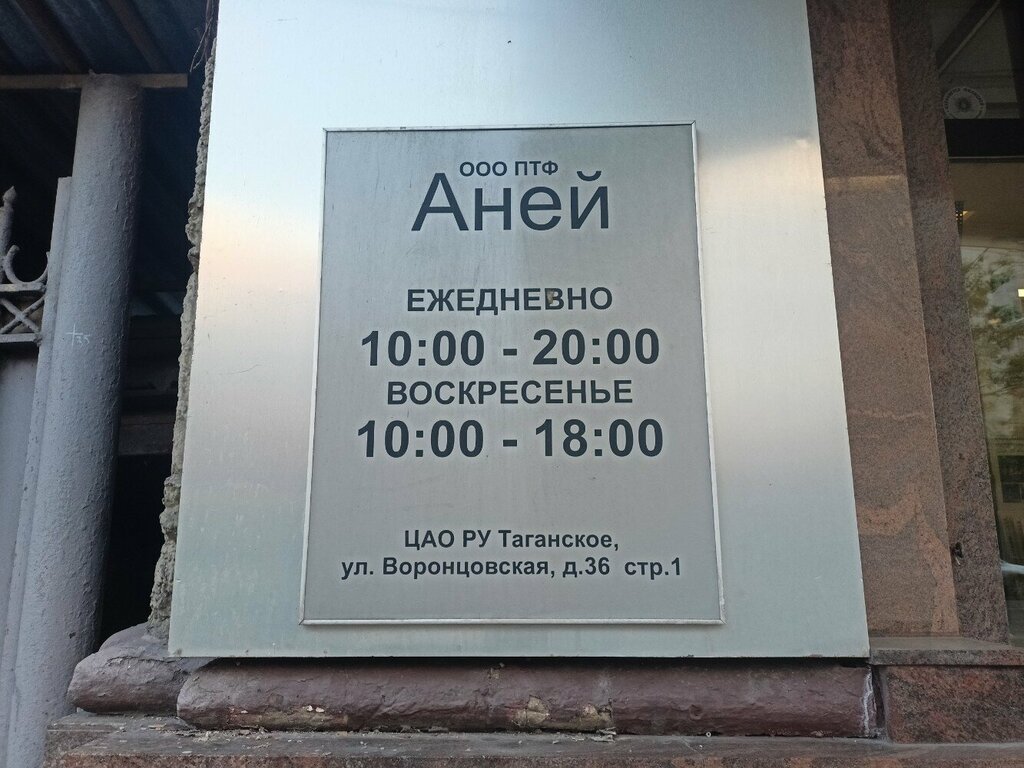 ООО ПТФ
Аней
ЕЖЕДНЕВНО
10:00 - 20:00
ВОСКРЕСЕНЬЕ
10:00 - 18:00
ЦАО РУ Таганское,
ул. Воронцовская, д.36 стр.1